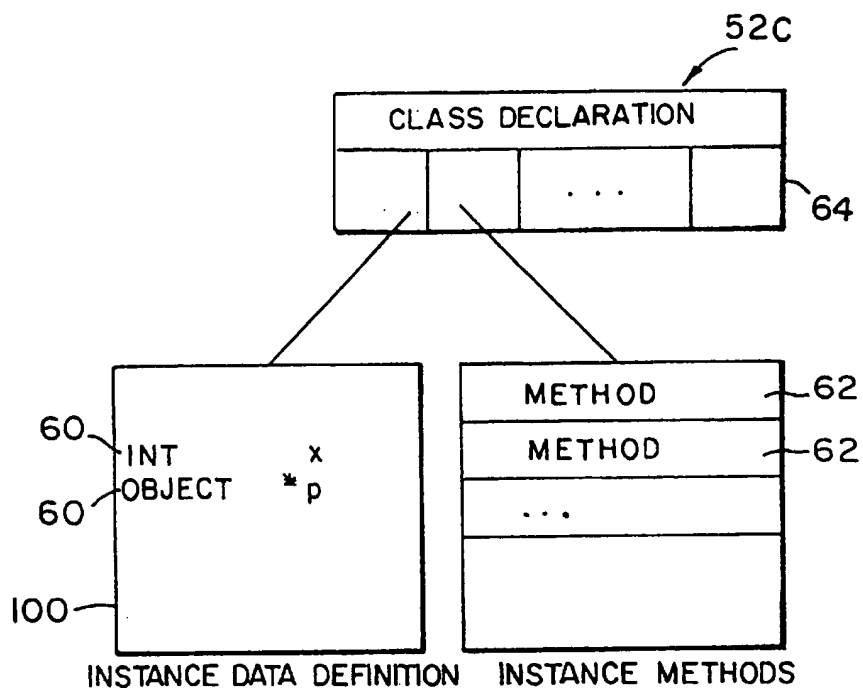 52C
CLASS DECLARATION
...
64
METHOD 62
METHOD 62
...
60 INT x
60 OBJECT *p
100
INSTANCE DATA DEFINITION
INSTANCE METHODS